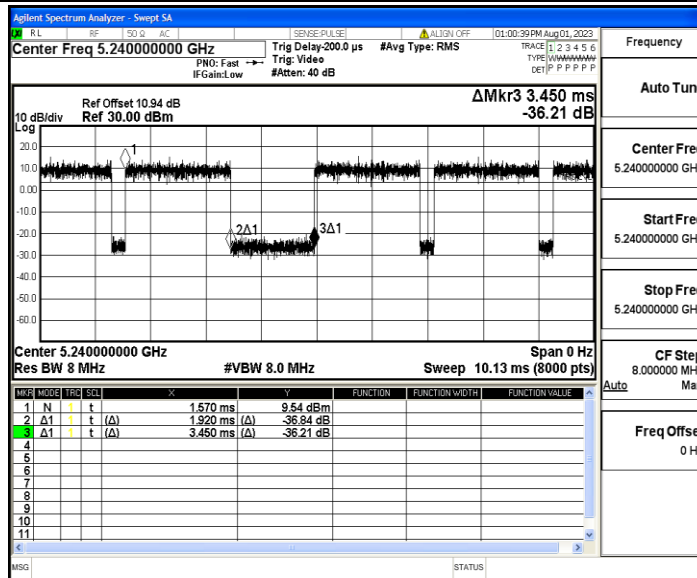 Agilent Spectrum Analyzer - Swept SA
RL RF 50 Ω AC SENSE:PULSE ALIGN OFF 01:00:39 PM Aug 01, 2023
Center Freq 5.240000000 GHz
PNO: Fast
IFGain:Low
Trig Delay-200.0 µs
Trig: Video
#Atten: 40 dB
#Avg Type: RMS
TRACE 1 2 3 4 5 6
TYPE WWWWWW
DET P P P P P P
ΔMkr3 3.450 ms
-36.21 dB
Ref Offset 10.94 dB
10 dB/div Ref 30.00 dBm
Log
20.0
10.0
0.00
-10.0
-20.0
-30.0
-40.0
-50.0
-60.0
1
2Δ1
3Δ1
Center 5.240000000 GHz Span 0 Hz
Res BW 8 MHz #VBW 8.0 MHz Sweep 10.13 ms (8000 pts)
MKR MODE TRC SCL X Y FUNCTION FUNCTION WIDTH FUNCTION VALUE
1 N 1 t 1.570 ms 9.54 dBm
2 Δ1 1 t (Δ) 1.920 ms (Δ) -36.84 dB
3 Δ1 1 t (Δ) 3.450 ms (Δ) -36.21 dB
4
5
6
7
8
9
10
11
MSG STATUS
Frequency
Auto Tun
Center Fre
5.240000000 GH
Start Fre
5.240000000 GH
Stop Fre
5.240000000 GH
CF Step
8.000000 MH
Auto Ma
Freq Offse
0 H